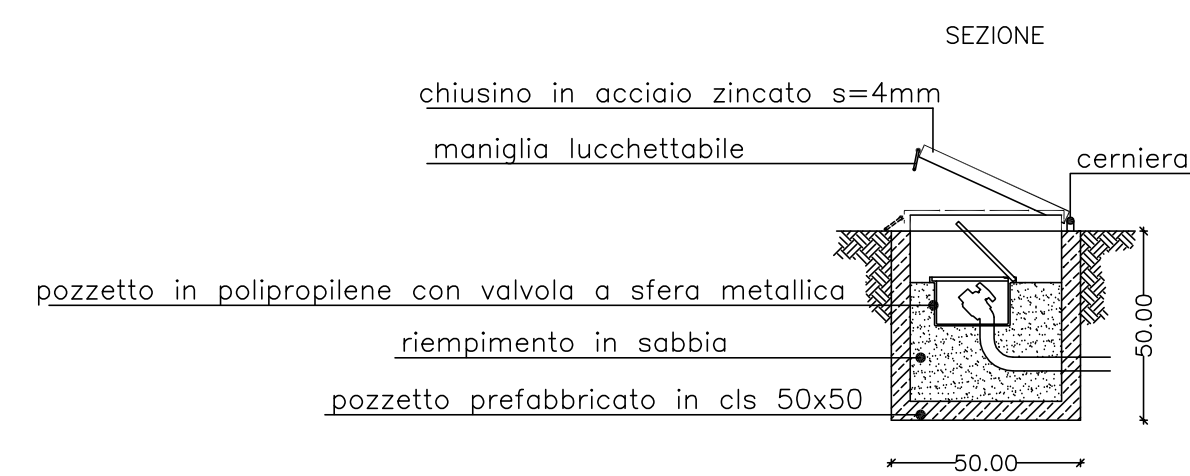 SEZIONE
chiusino in acciaio zincato s=4mm
maniglia lucchettabile
cerniera
pozzetto in polipropilene con valvola a sfera metallica
riempimento in sabbia
pozzetto prefabbricato in cls 50x50
50.00
50.00